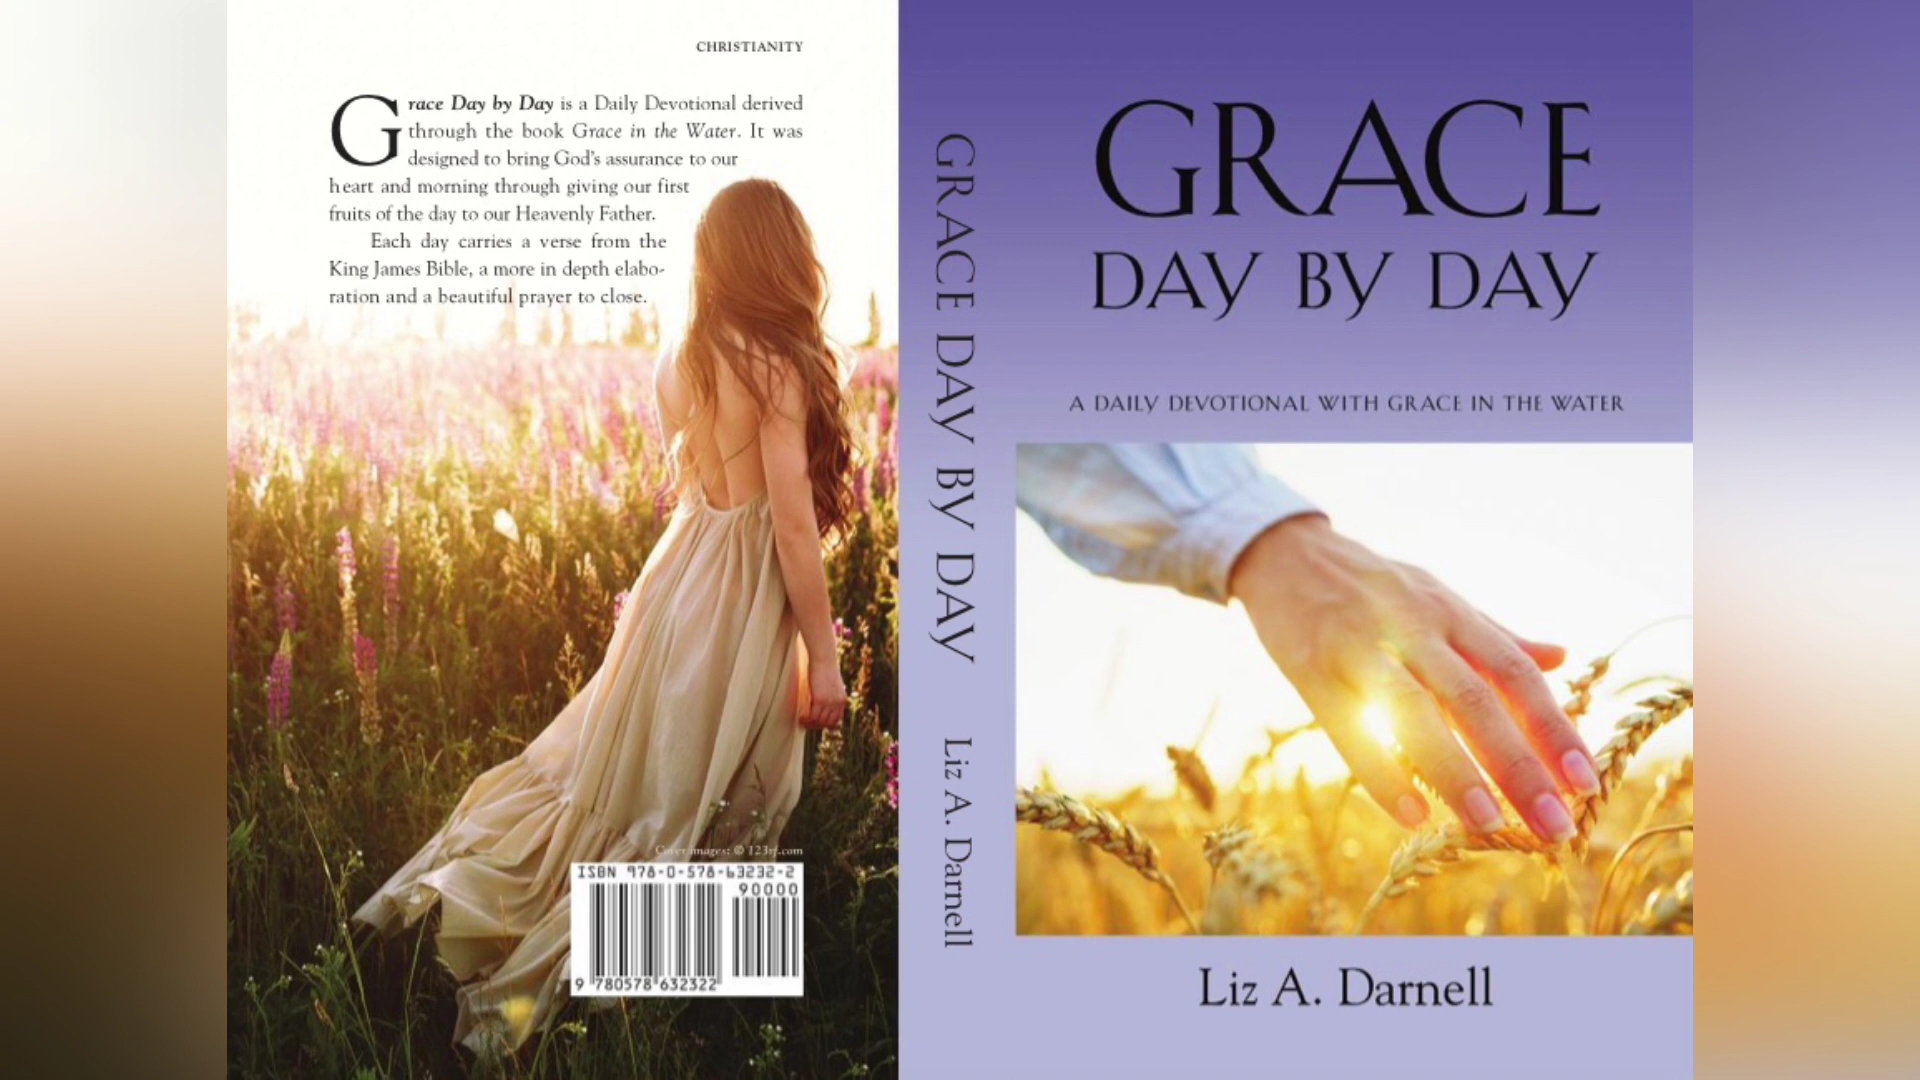 CHRISTIANITY
Grace Day by Day is a Daily Devotional derived
through the book Grace in the Water. It was
designed to bring God's assurance to our
heart and morning through giving our first
fruits of the day to our Heavenly Father.
Each day carries a verse from the
King James Bible, a more in depth elabo-
ration and a beautiful prayer to close.
Cover images: © 123rf.com
ISBN 978-0-578-63232-2
90000
9 780578 632322
GRACE DAY BY DAY Liz A. Darnell
GRACE
DAY BY DAY
A DAILY DEVOTIONAL WITH GRACE IN THE WATER
Liz A. Darnell